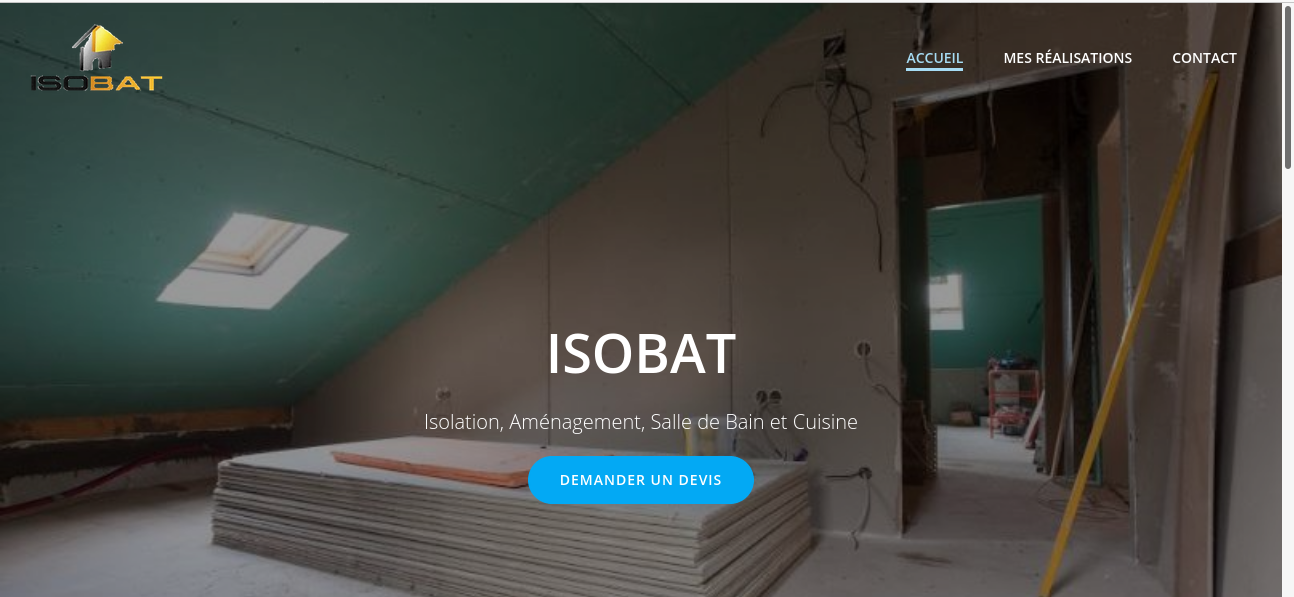 ISOBAT
ACCUEIL
MES RÉALISATIONS
CONTACT
ISOBAT
Isolation, Aménagement, Salle de Bain et Cuisine
DEMANDER UN DEVIS